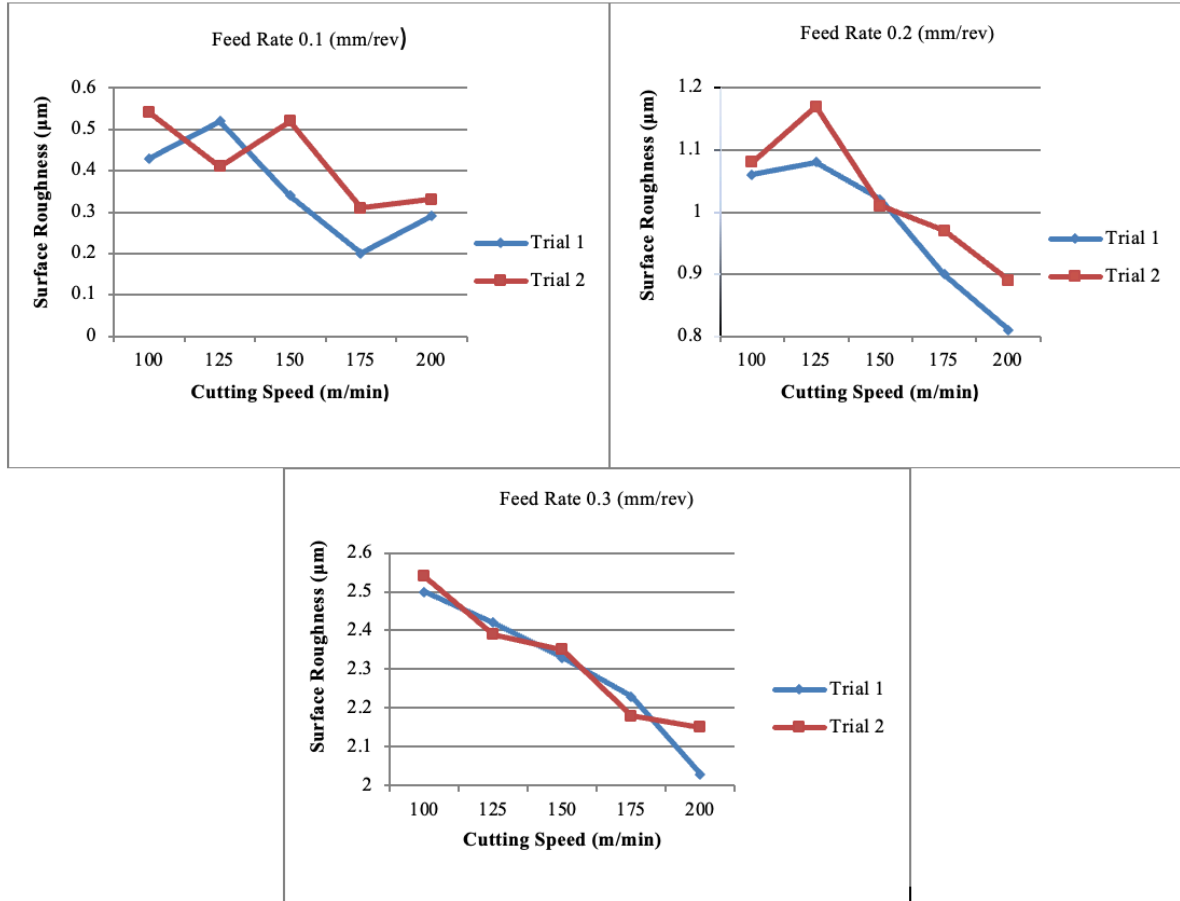 Feed Rate 0.1 (mm/rev)
Surface Roughness (µm)
0.6
0.5
0.4
0.3
0.2
0.1
0
100 125 150 175 200
Cutting Speed (m/min)
Trial 1
Trial 2
Feed Rate 0.2 (mm/rev)
Surface Roughness (µm)
1.2
1.1
1
0.9
0.8
100 125 150 175 200
Cutting Speed (m/min)
Trial 1
Trial 2
Feed Rate 0.3 (mm/rev)
Surface Roughness (µm)
2.6
2.5
2.4
2.3
2.2
2.1
2
100 125 150 175 200
Cutting Speed (m/min)
Trial 1
Trial 2